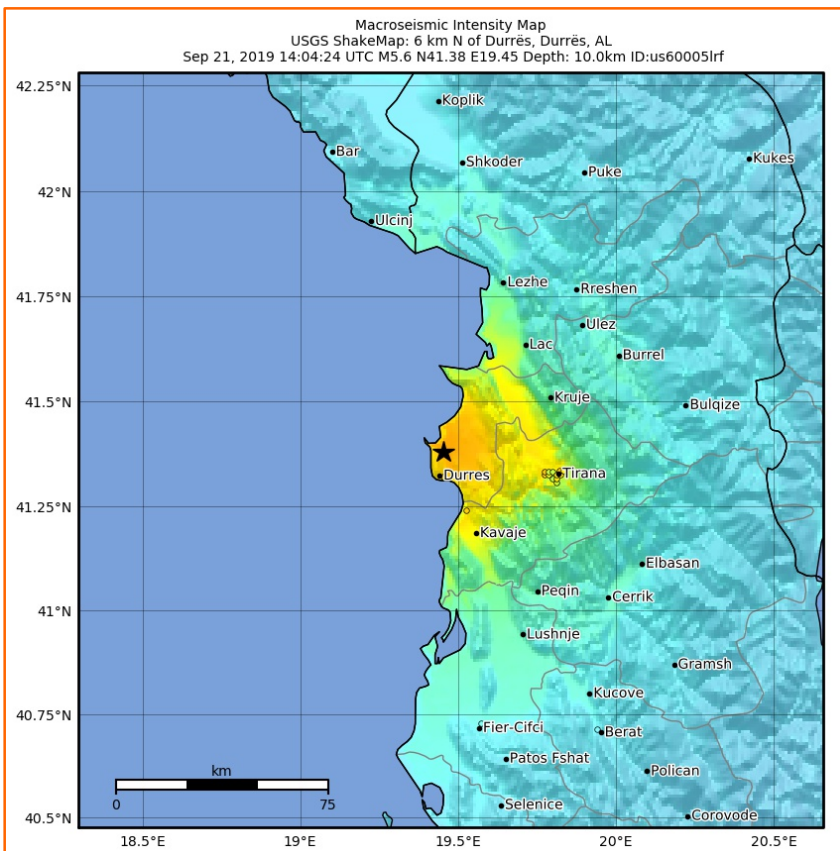 Macroseismic Intensity Map
USGS ShakeMap: 6 km N of Durrës, Durrës, AL
Sep 21, 2019 14:04:24 UTC M5.6 N41.38 E19.45 Depth: 10.0km ID:us60005lrf
42.25°N
Koplik
Bar
Shkoder
Puke
Kukes
42°N
Ulcinj
Lezhe
Rreshen
41.75°N
Ulez
Lac
Burrel
Kruje
Bulqize
41.5°N
Durres
Tirana
41.25°N
Kavaje
Elbasan
Peqin
Cerrik
41°N
Lushnje
Gramsh
Kucove
40.75°N
Fier-Cifci
Berat
Patos Fshat
Polican
km
0
75
Selenice
Corovode
40.5°N
18.5°E
19°E
19.5°E
20°E
20.5°E